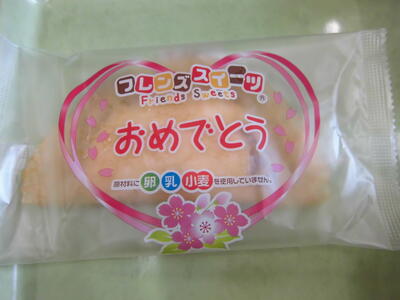 フレンズスイーツ
Friends Sweets ®
おめでとう
原材料に 卵 乳 小麦 を使用していません。